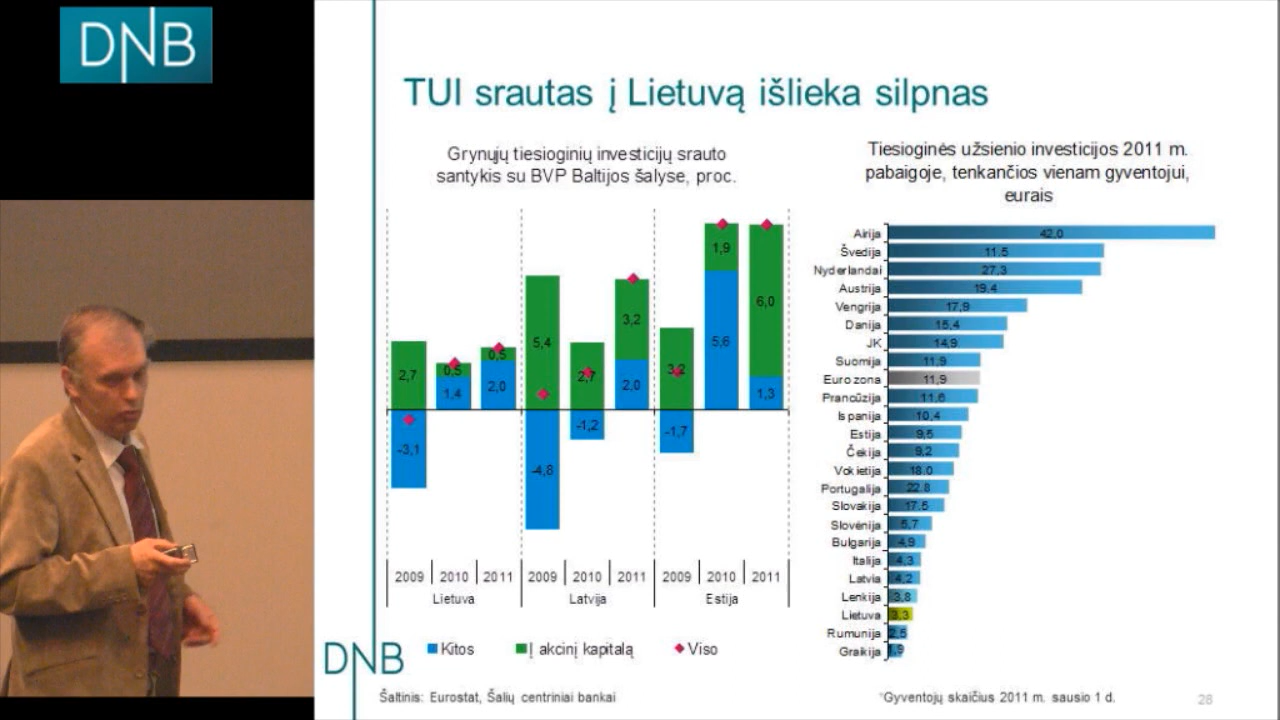 DNB
TUI srautas į Lietuvą išlieka silpnas
Grynųjų tiesioginių investicijų srauto
santykis su BVP Baltijos šalyse, proc.
2,7
-3,1
0,5
1,4
0,5
2,0
5,4
-4,8
2,7
-1,2
3,2
2,0
3,2
-1,7
1,9
5,6
6,0
1,3
2009 2010 2011 2009 2010 2011 2009 2010 2011
Lietuva Latvija Estija
Kitos Į akcinį kapitalą Viso
Tiesioginės užsienio investicijos 2011 m.
pabaigoje, tenkančios vienam gyventojui,
eurais
Airija 42,0
Švedija 11.5
Nyderlandai 27,3
Austrija 19.4
Vengrija 17,9
Danija 15,4
JK 14,9
Suomija 11,9
Euro zona 11,9
Prancūzija 11,6
Ispanija 10,4
Estija 9,5
Čekija 9,2
Vokietija 18.0
Portugalija 22.8
Slovakija 17.5
Slovėnija 5,7
Bulgarija 4,9
Italija 4,3
Latvia 4,2
Lenkija 3,8
Lietuva 3,3
Rumunija 2,5
Graikija 1,9
DNB
Šaltinis: Eurostat, Šalių centriniai bankai
*Gyventojų skaičius 2011 m. sausio 1 d.
28